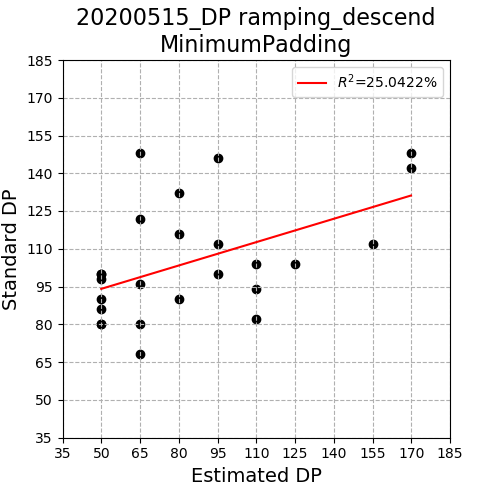 20200515_DP ramping_descend
MinimumPadding
R²=25.0422%
Standard DP
185
170
155
140
125
110
95
80
65
50
35
35 50 65 80 95 110 125 140 155 170 185
Estimated DP